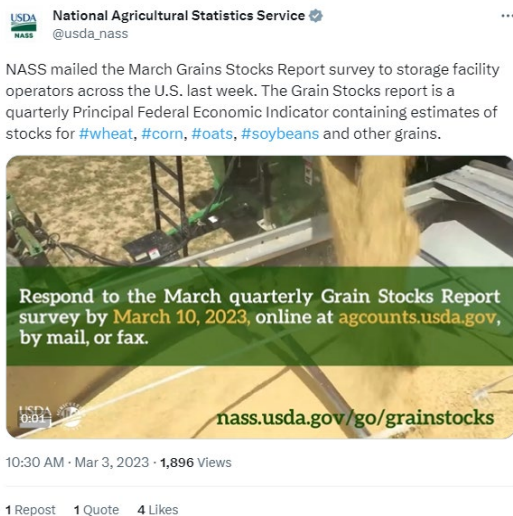 USDA
NASS
National Agricultural Statistics Service
@usda_nass
NASS mailed the March Grains Stocks Report survey to storage facility
operators across the U.S. last week. The Grain Stocks report is a
quarterly Principal Federal Economic Indicator containing estimates of
stocks for #wheat, #corn, #oats, #soybeans and other grains.
Respond to the March quarterly Grain Stocks Report
survey by March 10, 2023, online at agcounts.usda.gov,
by mail, or fax.
USDA
0:01
nass.usda.gov/go/grainstocks
10:30 AM · Mar 3, 2023 · 1,896 Views
1 Repost 1 Quote 4 Likes